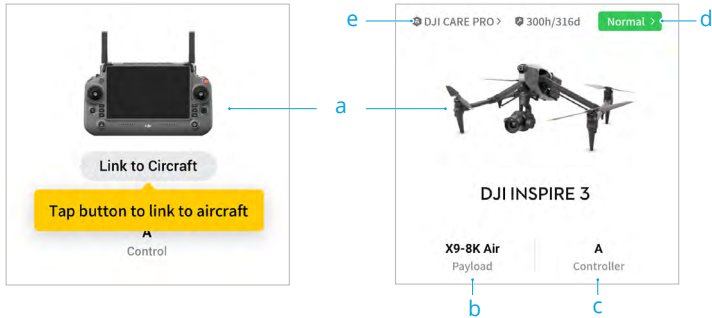 e
DJI CARE PRO >
300h/316d
Normal >
d
a
Link to Circraft
Tap button to link to aircraft
A
Control
DJI INSPIRE 3
X9-8K Air
Payload
A
Controller
b
c